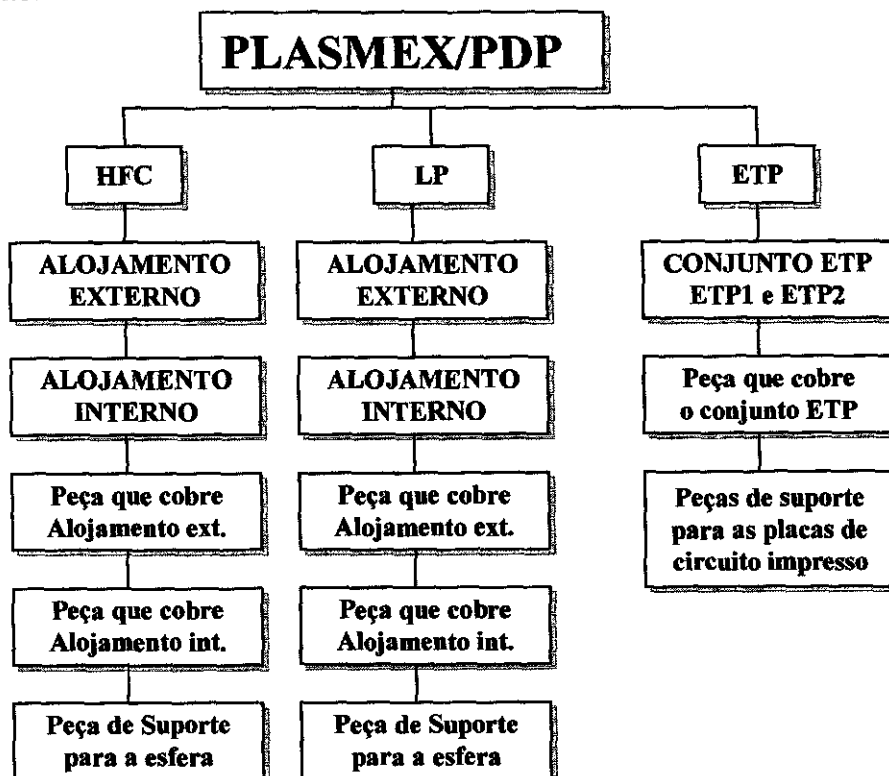 PLASMEX/PDP
HFC
LP
ETP
ALOJAMENTO
EXTERNO
ALOJAMENTO
EXTERNO
CONJUNTO ETP
ETP1 e ETP2
ALOJAMENTO
INTERNO
ALOJAMENTO
INTERNO
Peça que cobre
o conjunto ETP
Peça que cobre
Alojamento ext.
Peça que cobre
Alojamento ext.
Peças de suporte
para as placas de
circuito impresso
Peça que cobre
Alojamento int.
Peça que cobre
Alojamento int.
Peça de Suporte
para a esfera
Peça de Suporte
para a esfera